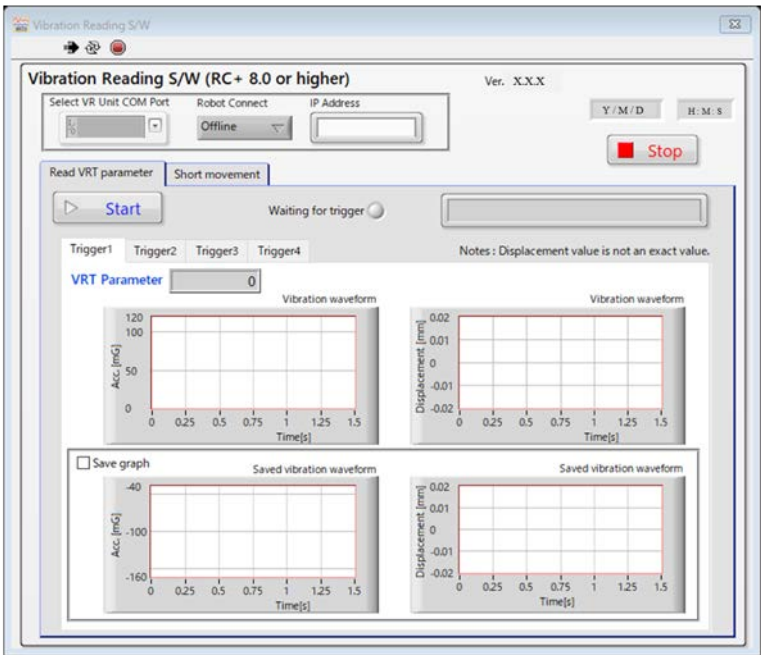 Vibration Reading S/W
Vibration Reading S/W (RC+ 8.0 or higher)
Ver. X.X.X
Select VR Unit COM Port
Robot Connect
IP Address
Offline
Y/M/D
H:M:S
Stop
Read VRT parameter
Short movement
Start
Waiting for trigger
Trigger1
Trigger2
Trigger3
Trigger4
Notes : Displacement value is not an exact value.
VRT Parameter
0
Vibration waveform
Acc. [mG]
120
100
50
0
0 0.25 0.5 0.75 1 1.25 1.5
Time[s]
Vibration waveform
Displacement [mm]
0.02
0.01
0
-0.01
-0.02
0 0.25 0.5 0.75 1 1.25 1.5
Time[s]
Save graph
Saved vibration waveform
Acc. [mG]
-40
-100
-160
0 0.25 0.5 0.75 1 1.25 1.5
Time[s]
Saved vibration waveform
Displacement [mm]
0.02
0.01
0
-0.01
-0.02
0 0.25 0.5 0.75 1 1.25 1.5
Time[s]